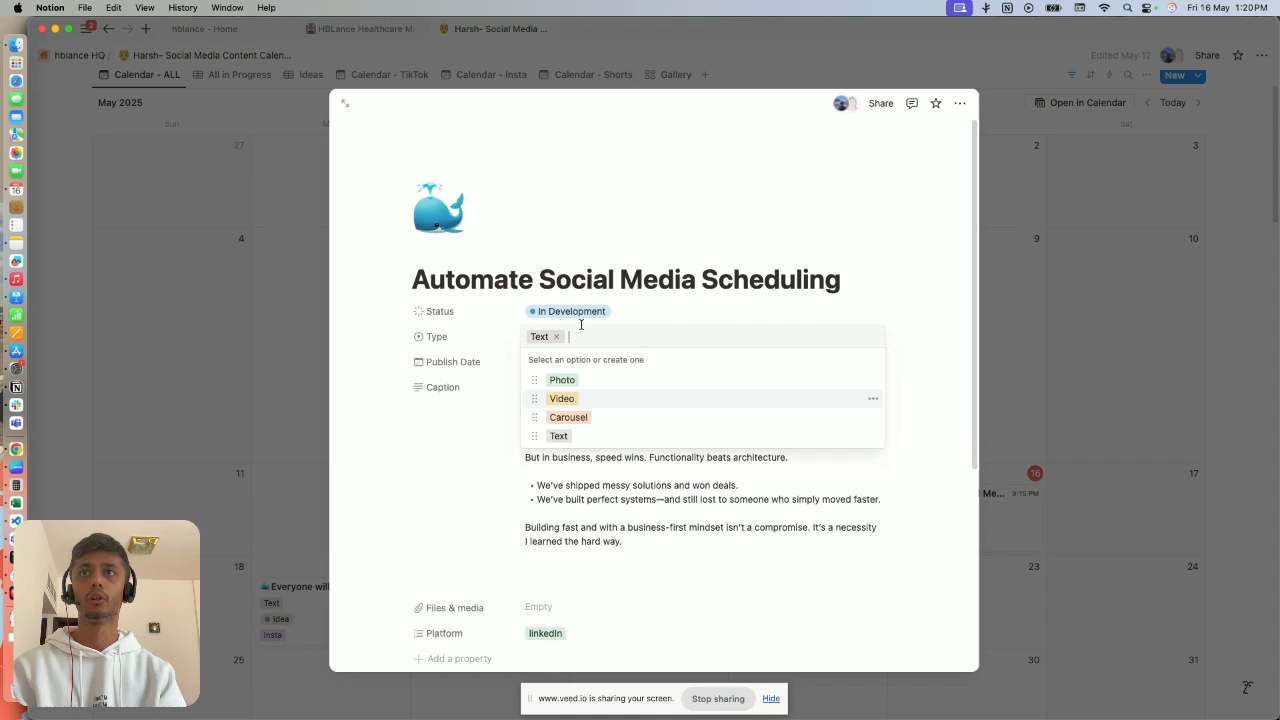 Notion File Edit View History Window Help
Fri 16 May 1:20PM
2
hblance - Home
HBLance Healthcare M.
Harsh- Social Media ...
hblance HQ / Harsh- Social Media Content Calen...
Edited May 12
Share
Calendar - ALL
All in Progress
Ideas
Calendar - TikTok
Calendar - Insta
Calendar - Shorts
Gallery
New
May 2025
Open in Calendar
Today
Sun
Sat
27
2
3
4
9
10
11
16
17
9:15 PM
18
23
24
25
30
31
Everyone will
Text
Idea
Insta
Share
Automate Social Media Scheduling
Status
In Development
Type
Text
Select an option or create one
Publish Date
Photo
Caption
Video
Carousel
Text
But in business, speed wins. Functionality beats architecture.
• We've shipped messy solutions and won deals.
• We've built perfect systems—and still lost to someone who simply moved faster.
Building fast and with a business-first mindset isn't a compromise. It's a necessity
I learned the hard way.
Files & media
Empty
Platform
linkedIn
Add a property
www.veed.io is sharing your screen.
Stop sharing
Hide